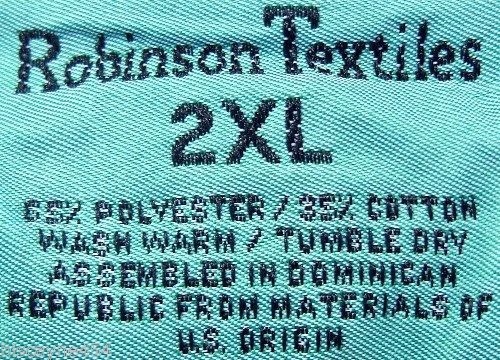 Robinson Textiles
2XL
65% POLYESTER / 35% COTTON
WASH WARM / TUMBLE DRY
ASSEMBLED IN DOMINICAN
REPUBLIC FROM MATERIALS OF
U.S. ORIGIN